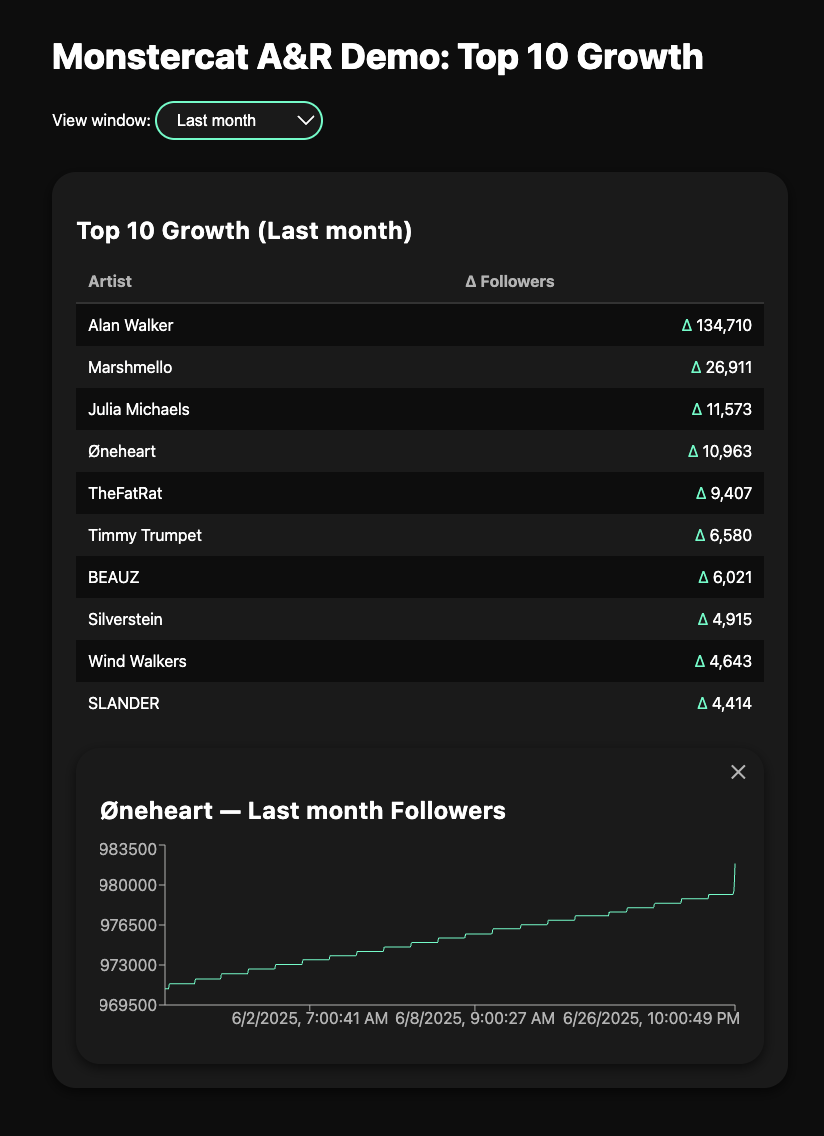 Monstercat A&R Demo: Top 10 Growth
View window: Last month
Top 10 Growth (Last month)
Artist Δ Followers
Alan Walker Δ 134,710
Marshmello Δ 26,911
Julia Michaels Δ 11,573
Øneheart Δ 10,963
TheFatRat Δ 9,407
Timmy Trumpet Δ 6,580
BEAUZ Δ 6,021
Silverstein Δ 4,915
Wind Walkers Δ 4,643
SLANDER Δ 4,414
Øneheart — Last month Followers
983500
980000
976500
973000
969500
6/2/2025, 7:00:41 AM 6/8/2025, 9:00:27 AM 6/26/2025, 10:00:49 PM